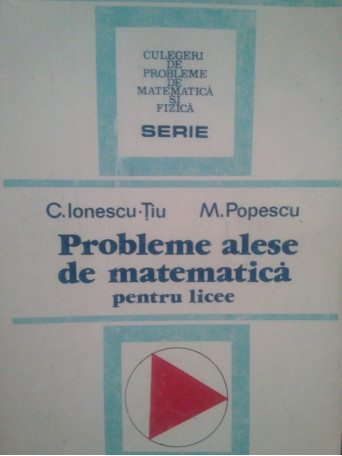 CULEGERI
DE
PROBLEME
DE
MATEMATICĂ
ȘI
FIZICĂ
SERIE
C.Ionescu-Țiu M.Popescu
Probleme alese
de matematică
pentru licee